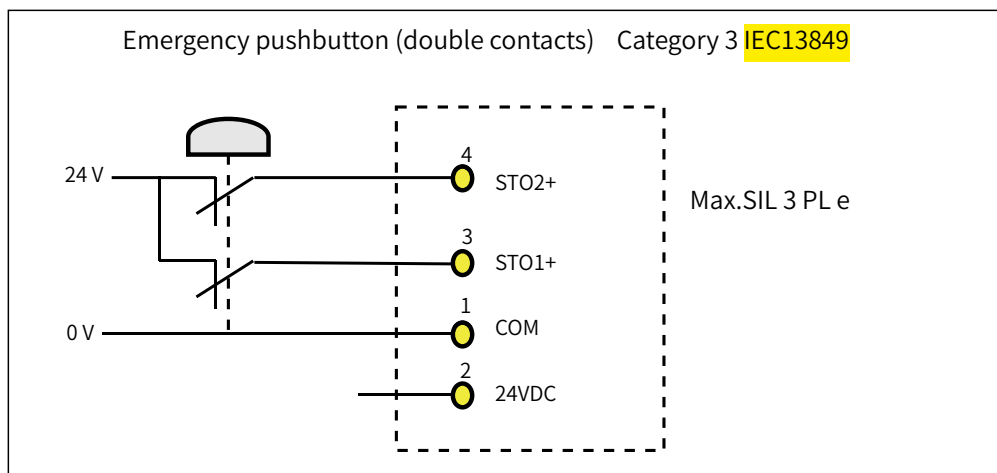 Emergency pushbutton (double contacts) Category 3 IEC13849
4
24 V
STO2+
Max.SIL 3 PL e
3
STO1+
1
0 V
COM
2
24VDC